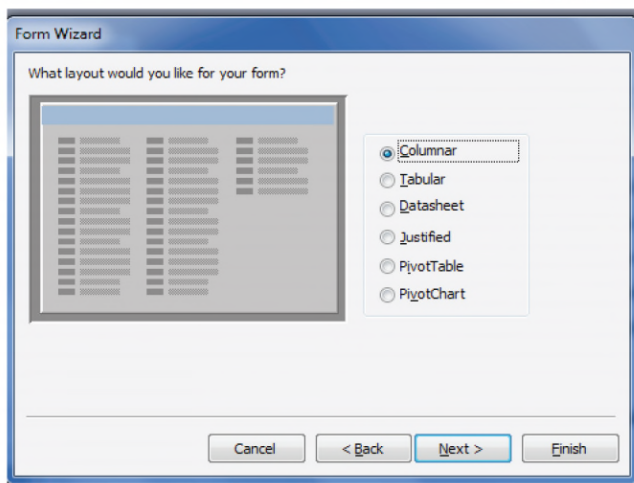 Form Wizard
What layout would you like for your form?
Columnar
Tabular
Datasheet
Justified
PivotTable
PivotChart
Cancel
< Back
Next >
Finish